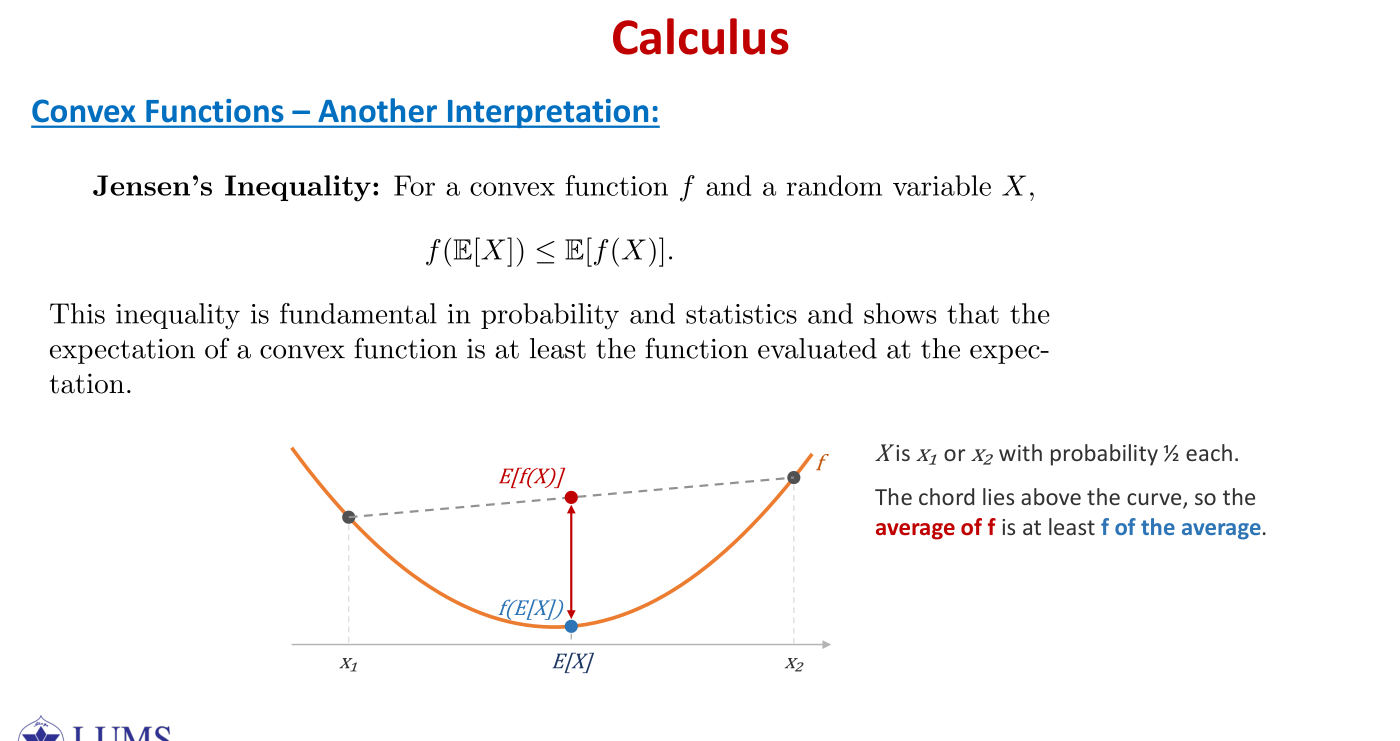 Calculus
Convex Functions – Another Interpretation:
Jensen's Inequality: For a convex function f and a random variable X,
f(𝔼[X]) ≤ 𝔼[f(X)].
This inequality is fundamental in probability and statistics and shows that the
expectation of a convex function is at least the function evaluated at the expec-
tation.
X is x₁ or x₂ with probability ½ each.
The chord lies above the curve, so the
average of f is at least f of the average.
E[f(X)]
f
f(E[X])
x₁
E[X]
x₂
LUMS